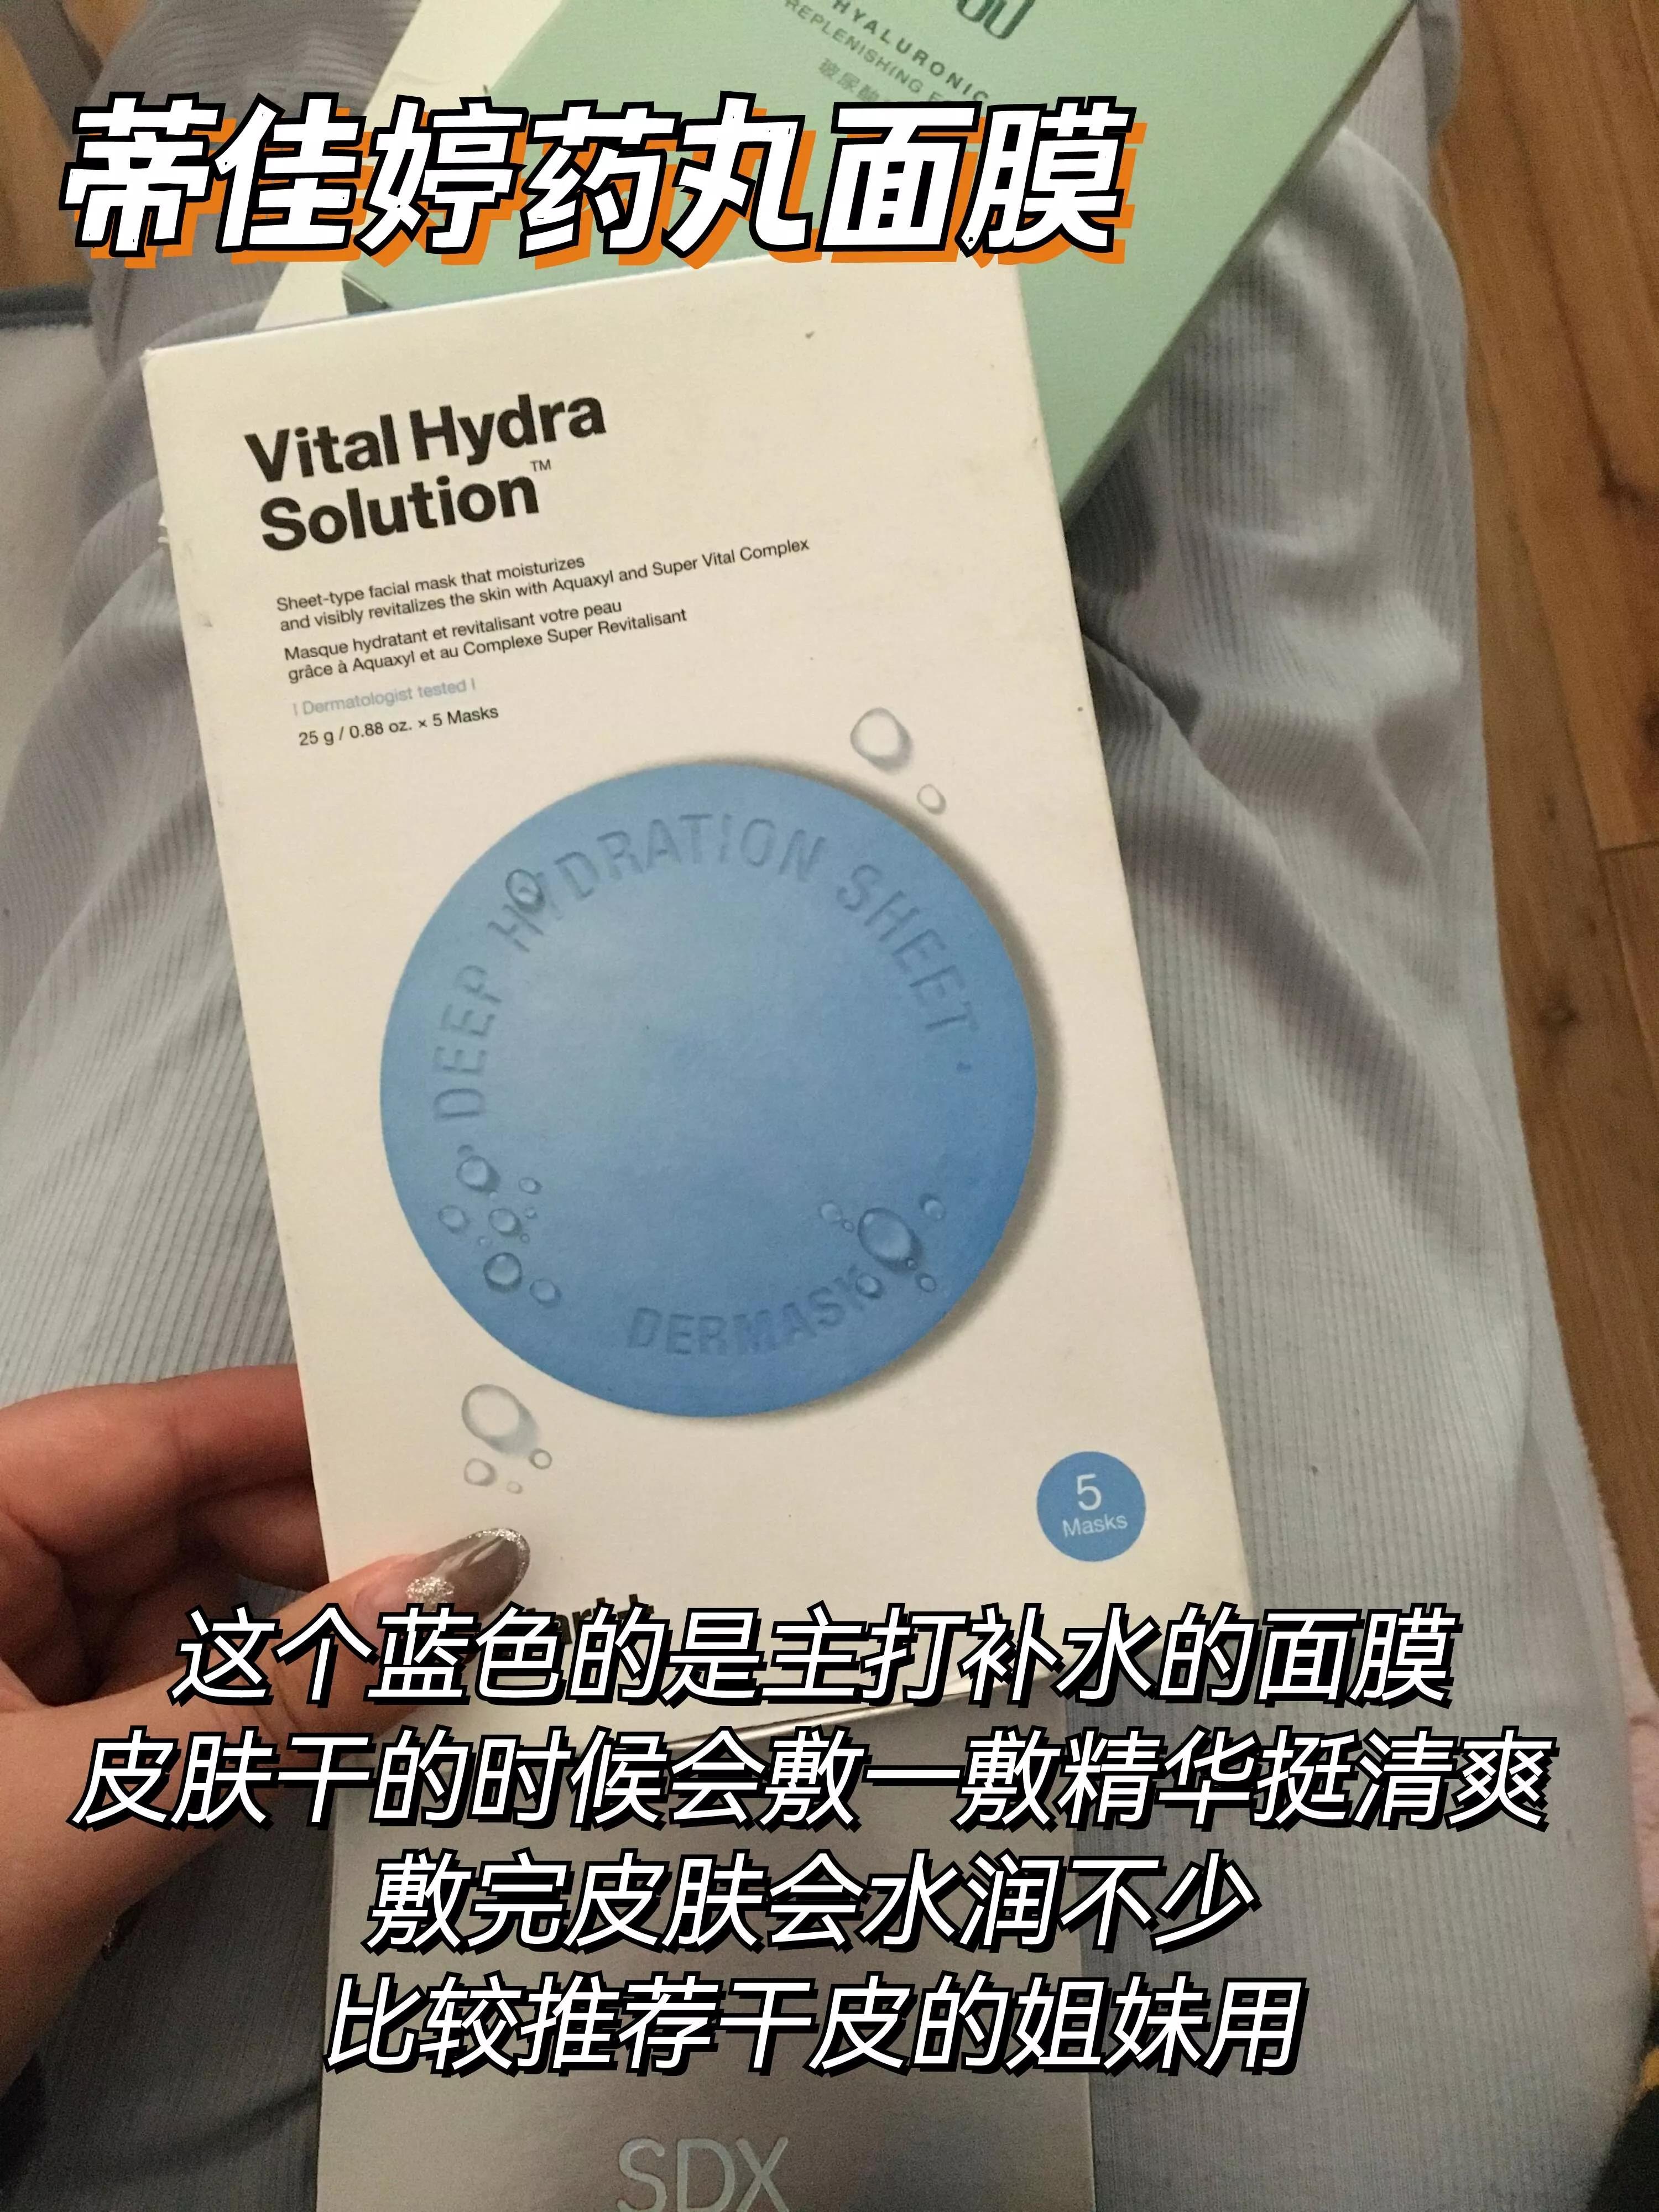 HYALURONIC
REPLENISHING
玻尿酸
蒂佳婷药丸面膜
Vital Hydra
Solution™
Sheet-type facial mask that moisturizes
and visibly revitalizes the skin with Aquaxyl and Super Vital Complex
Masque hydratant et revitalisant votre peau
grâce à Aquaxyl et au Complexe Super Revitalisant
| Dermatologist tested |
25 g / 0.88 oz. × 5 Masks
DEEP HYDRATION SHEET
DERMASK
5
Masks
这个蓝色的是主打补水的面膜
皮肤干的时候会敷一敷精华挺清爽
敷完皮肤会水润不少
比较推荐干皮的姐妹用
SDX